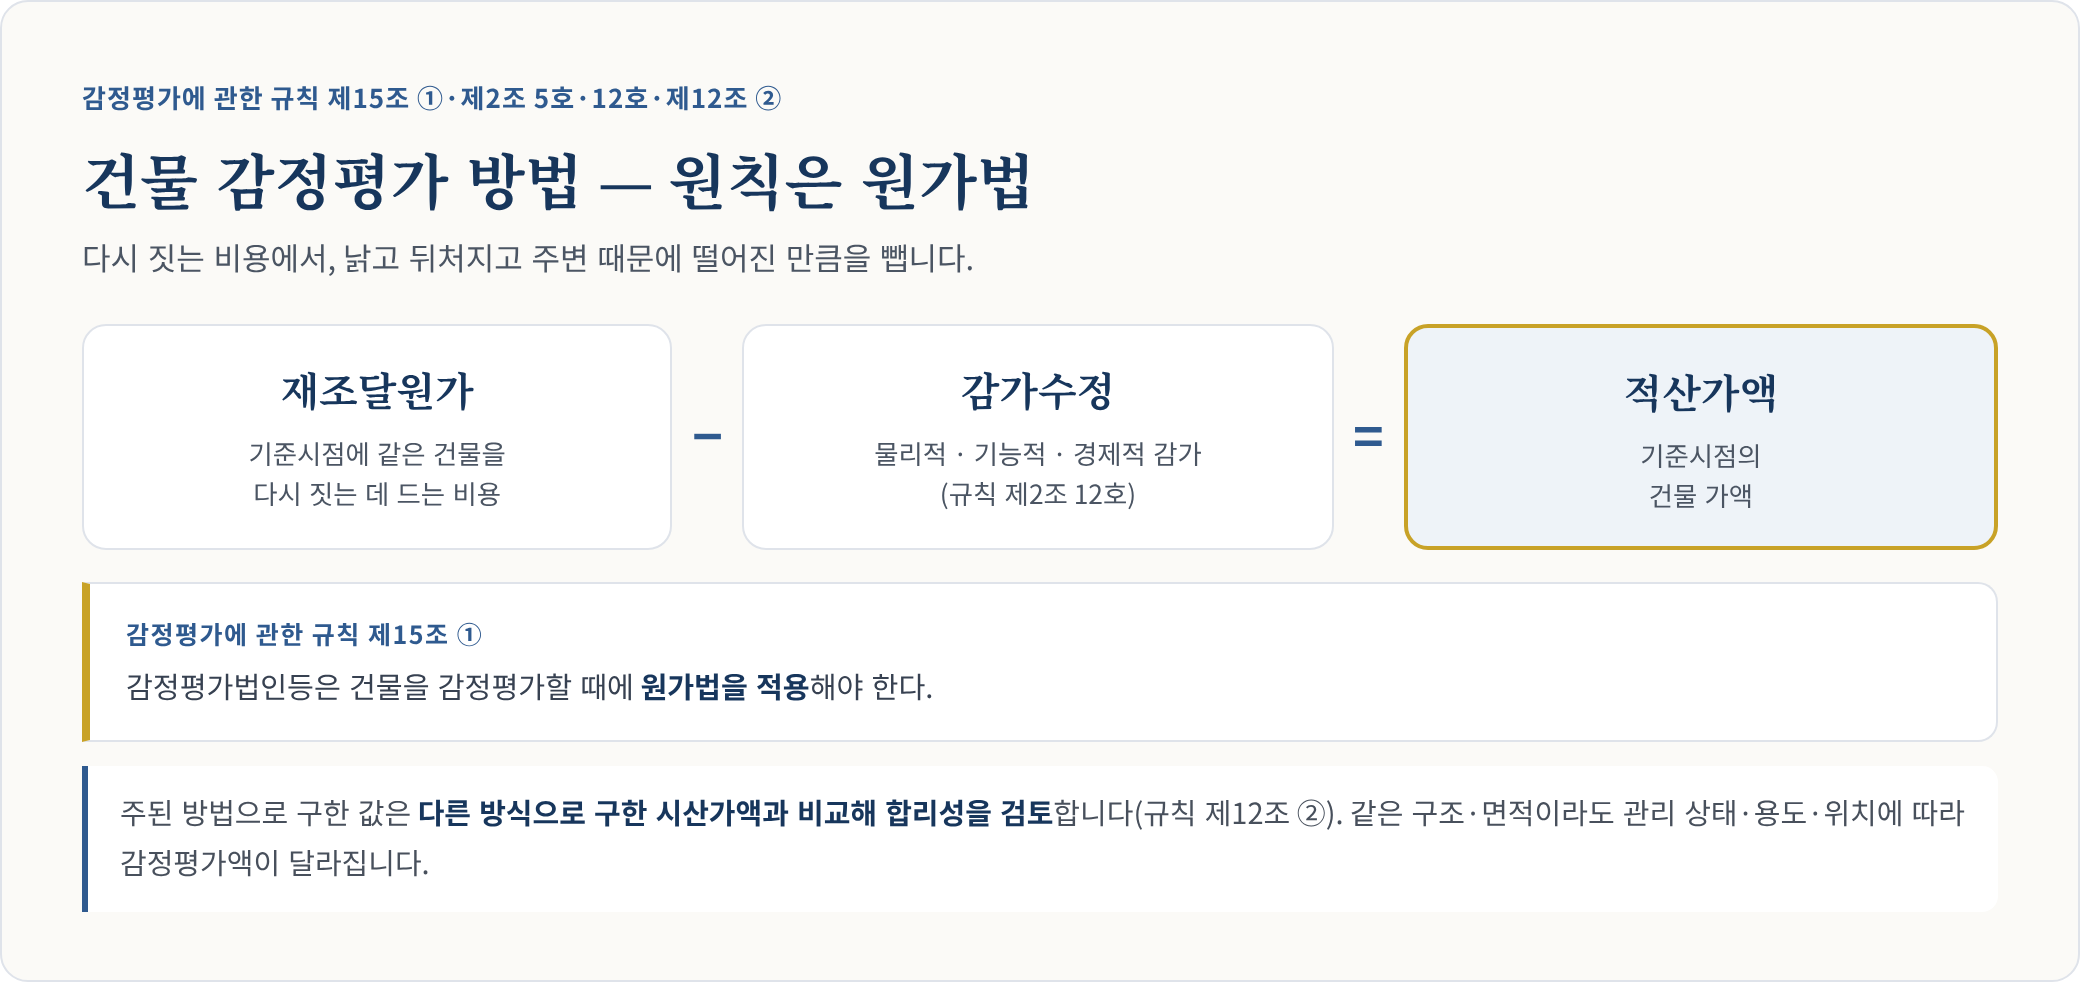 감정평가에 관한 규칙 제15조 ①·제2조 5호·12호·제12조 ②
건물 감정평가 방법 — 원칙은 원가법
다시 짓는 비용에서, 낡고 뒤처지고 주변 때문에 떨어진 만큼을 뺍니다.
재조달원가
기준시점에 같은 건물을
다시 짓는 데 드는 비용
–
감가수정
물리적 · 기능적 · 경제적 감가
(규칙 제2조 12호)
=
적산가액
기준시점의
건물 가액
감정평가에 관한 규칙 제15조 ①
감정평가법인등은 건물을 감정평가할 때에 원가법을 적용해야 한다.
주된 방법으로 구한 값은 다른 방식으로 구한 시산가액과 비교해 합리성을 검토합니다(규칙 제12조 ②). 같은 구조·면적이라도 관리 상태·용도·위치에 따라
감정평가액이 달라집니다.